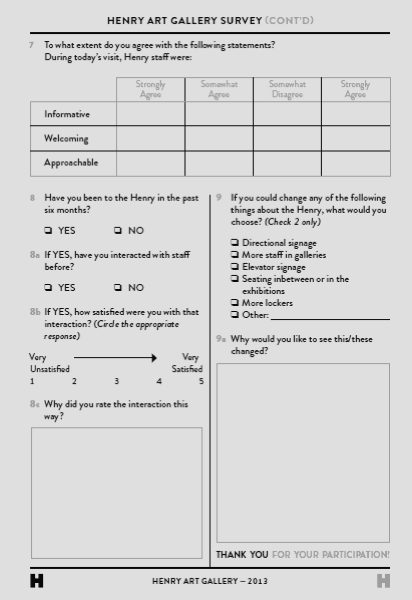 HENRY ART GALLERY SURVEY (CONT'D)
7 To what extent do you agree with the following statements?
During today's visit, Henry staff were:
Strongly Agree Somewhat Agree Somewhat Disagree Strongly Agree
Informative
Welcoming
Approachable
8 Have you been to the Henry in the past
six months?
❏ YES ❏ NO
8a If YES, have you interacted with staff
before?
❏ YES ❏ NO
8b If YES, how satisfied were you with that
interaction? (Circle the appropriate
response)
Very Unsatisfied Very Satisfied
1 2 3 4 5
8c Why did you rate the interaction this
way?
9 If you could change any of the following
things about the Henry, what would you
choose? (Check 2 only)
❏ Directional signage
❏ More staff in galleries
❏ Elevator signage
❏ Seating inbetween or in the
exhibitions
❏ More lockers
❏ Other:
9a Why would you like to see this/these
changed?
THANK YOU FOR YOUR PARTICIPATION!
H HENRY ART GALLERY – 2013 H